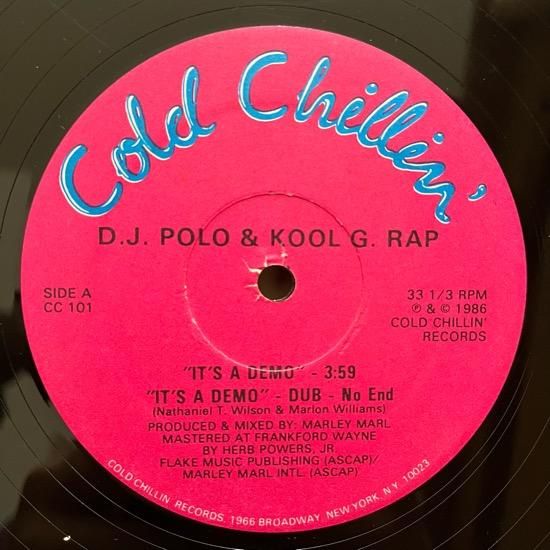 Cold Chillin'
D.J. POLO & KOOL G. RAP
SIDE A
CC 101
33 1/3 RPM
℗ & © 1986
COLD CHILLIN'
RECORDS
"IT'S A DEMO" - 3:59
"IT'S A DEMO" - DUB - No End
(Nathaniel T. Wilson & Marlon Williams)
PRODUCED & MIXED BY: MARLEY MARL
MASTERED AT FRANKFORD WAYNE
BY HERB POWERS, JR.
FLAKE MUSIC PUBLISHING (ASCAP)/
MARLEY MARL INTL. (ASCAP)
COLD CHILLIN' RECORDS, 1966 BROADWAY, NEW YORK, N.Y. 10023